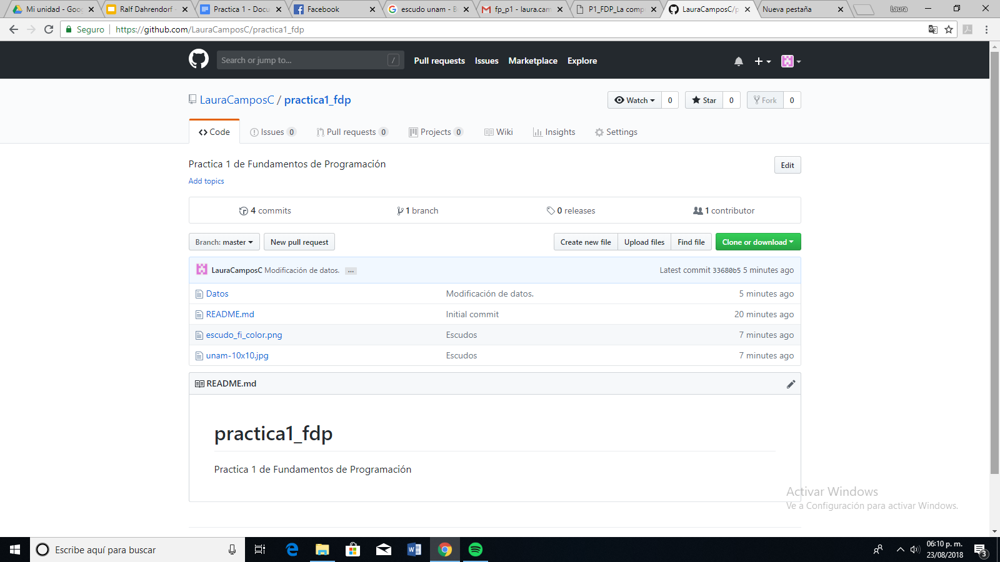 Mi unidad - Goo
Ralf Dahrendorf -
Practica 1 - Docu
Facebook
escudo unam - B
fp_p1 - laura.cam
P1_FDP_La comp
LauraCamposC/p
Nueva pestaña
Laura
Seguro
https://github.com/LauraCamposC/practica1_fdp
Search or jump to...
/
Pull requests
Issues
Marketplace
Explore
LauraCamposC / practica1_fdp
Watch 0
Star 0
Fork 0
Code
Issues 0
Pull requests 0
Projects 0
Wiki
Insights
Settings
Practica 1 de Fundamentos de Programación
Edit
Add topics
4 commits
1 branch
0 releases
1 contributor
Branch: master
New pull request
Create new file
Upload files
Find file
Clone or download
LauraCamposC Modificación de datos. ...
Latest commit 33680b5 5 minutes ago
Datos Modificación de datos. 5 minutes ago
README.md Initial commit 20 minutes ago
escudo_fi_color.png Escudos 7 minutes ago
unam-10x10.jpg Escudos 7 minutes ago
README.md
practica1_fdp
Practica 1 de Fundamentos de Programación
Activar Windows
Ve a Configuración para activar Windows.
Escribe aquí para buscar
06:10 p. m.
23/08/2018
3